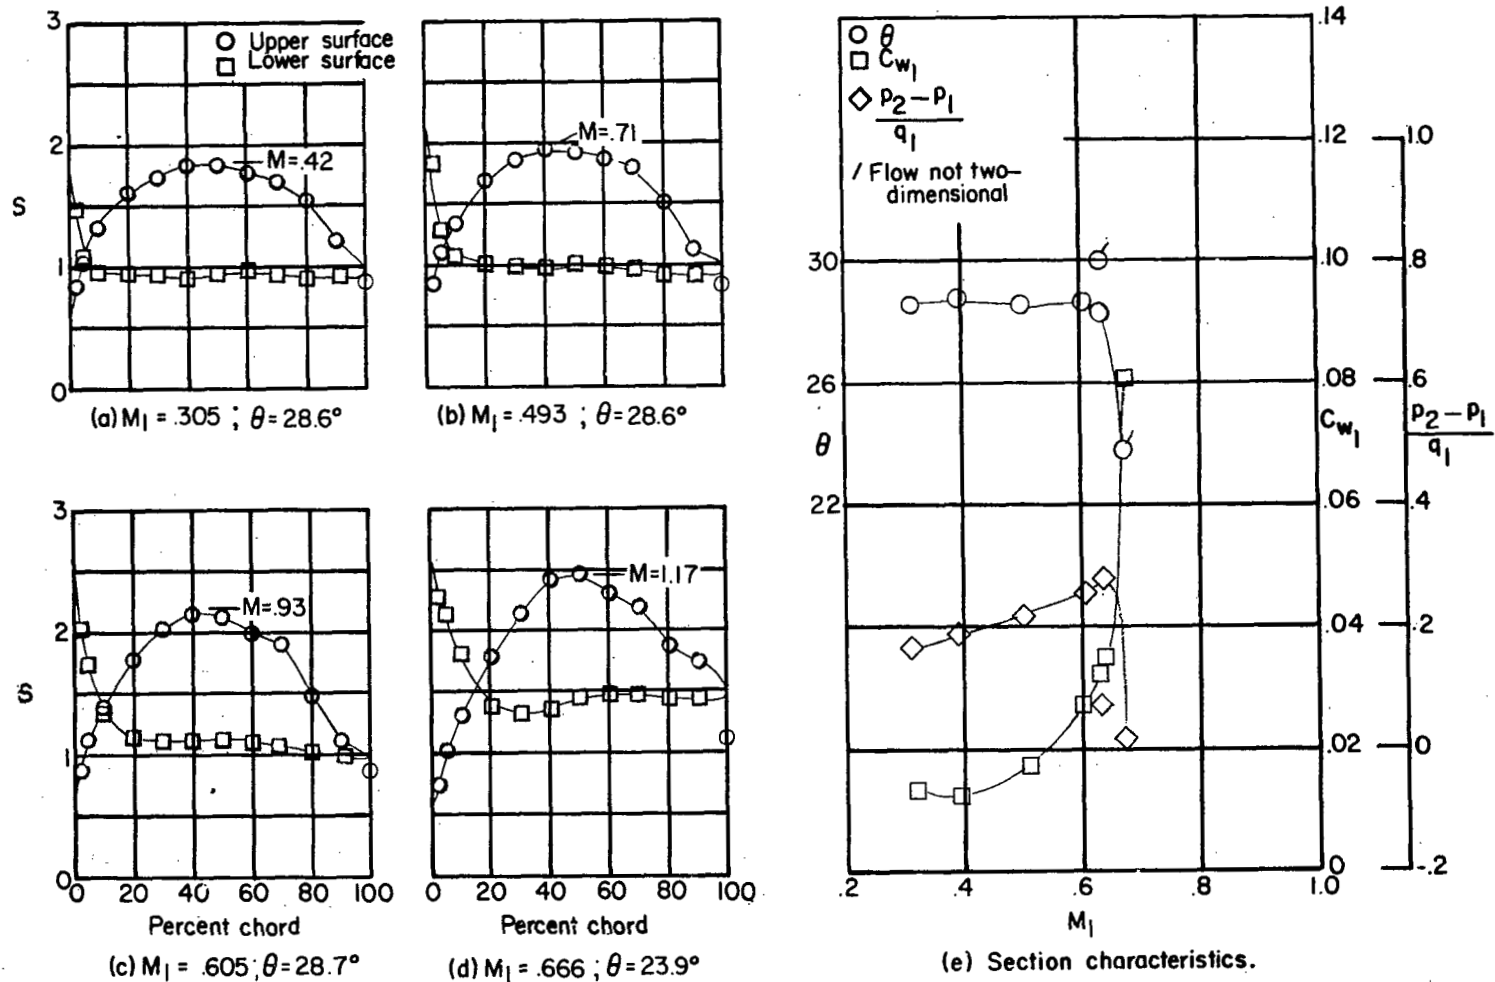 3
2
S
1
0
Upper surface
Lower surface
M=.42
(a) M₁ = .305 ; θ=28.6°
M=.71
(b) M₁ = .493 ; θ=28.6°
3
2
S
1
0
M=.93
0 20 40 60 80 100
Percent chord
(c) M₁ = .605; θ=28.7°
M=1.17
0 20 40 60 80 100
Percent chord
(d) M₁ = .666 ; θ=23.9°
θ
C_w₁
p₂ – p₁
q₁
/ Flow not two–
dimensional
30
26
θ
22
.14
.12
.10
.08
C_w₁
.06
.04
.02
0
1.0
.8
.6
p₂ – p₁
q₁
.4
.2
0
-.2
.2 .4 .6 .8 1.0
M₁
(e) Section characteristics.